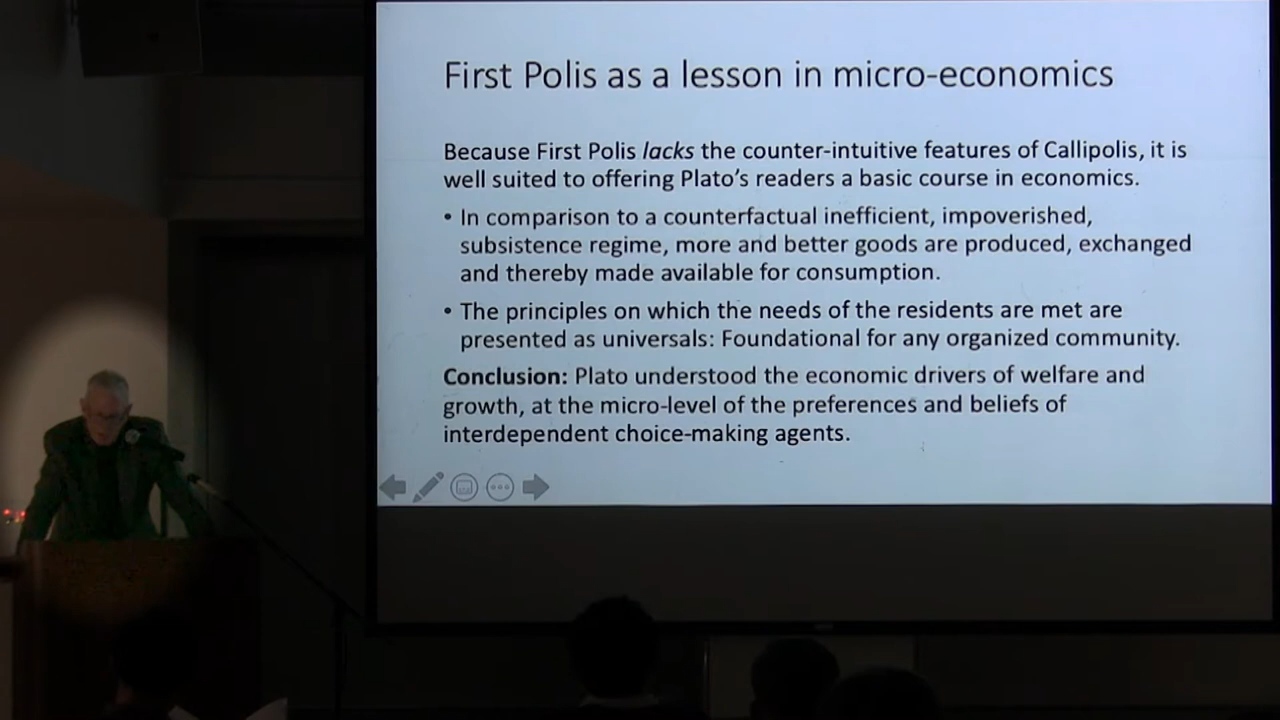 First Polis as a lesson in micro-economics
Because First Polis lacks the counter-intuitive features of Callipolis, it is
well suited to offering Plato's readers a basic course in economics.
• In comparison to a counterfactual inefficient, impoverished,
subsistence regime, more and better goods are produced, exchanged
and thereby made available for consumption.
• The principles on which the needs of the residents are met are
presented as universals: Foundational for any organized community.
Conclusion: Plato understood the economic drivers of welfare and
growth, at the micro-level of the preferences and beliefs of
interdependent choice-making agents.